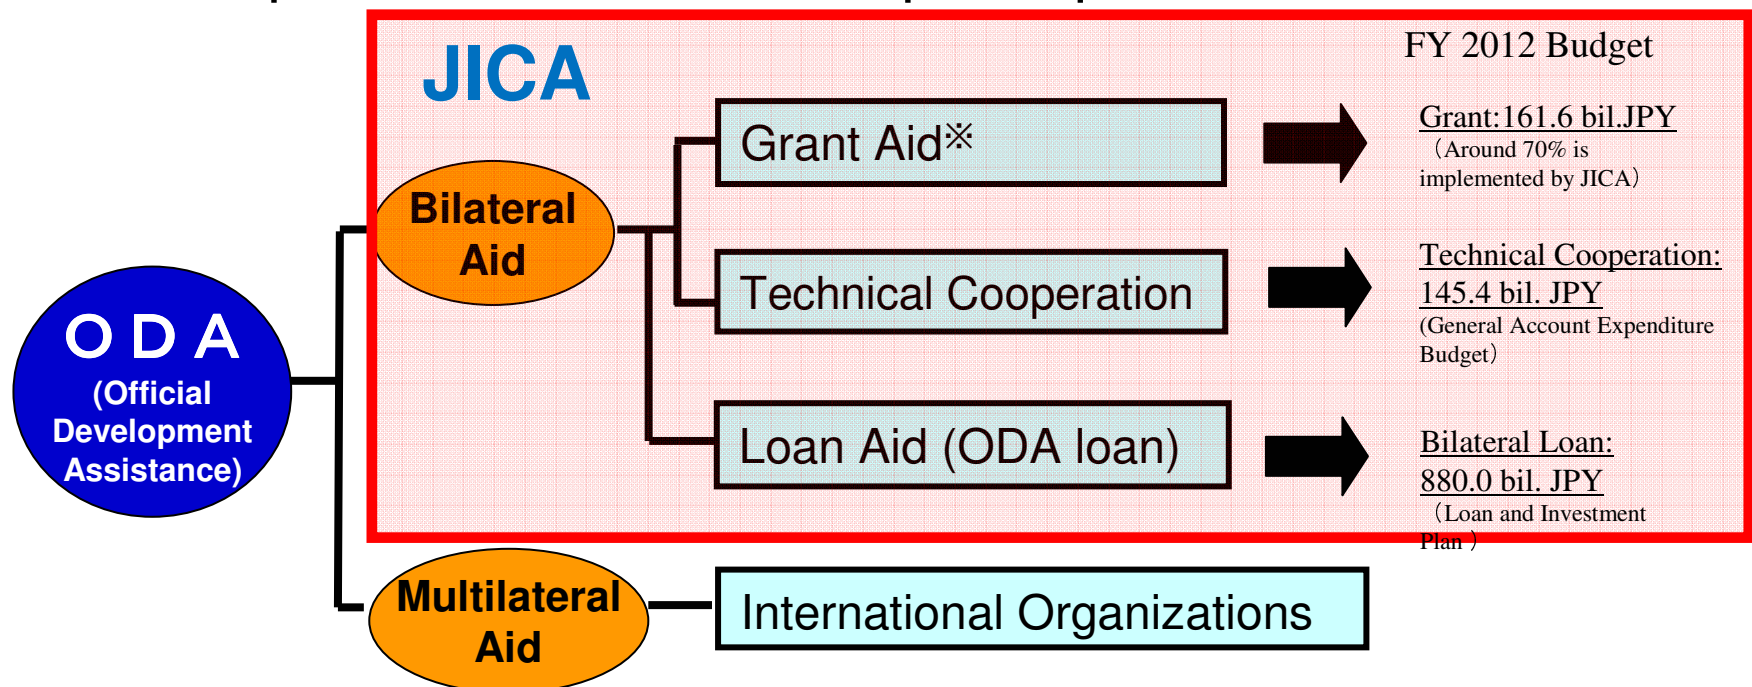 JICA
FY 2012 Budget
Grant Aid※
Grant:161.6 bil.JPY
（Around 70% is
implemented by JICA）
Bilateral
Aid
Technical Cooperation
Technical Cooperation:
145.4 bil. JPY
(General Account Expenditure
Budget）
ＯＤＡ
(Official
Development
Assistance)
Loan Aid (ODA loan)
Bilateral Loan:
880.0 bil. JPY
（Loan and Investment
Plan ）
Multilateral
Aid
International Organizations